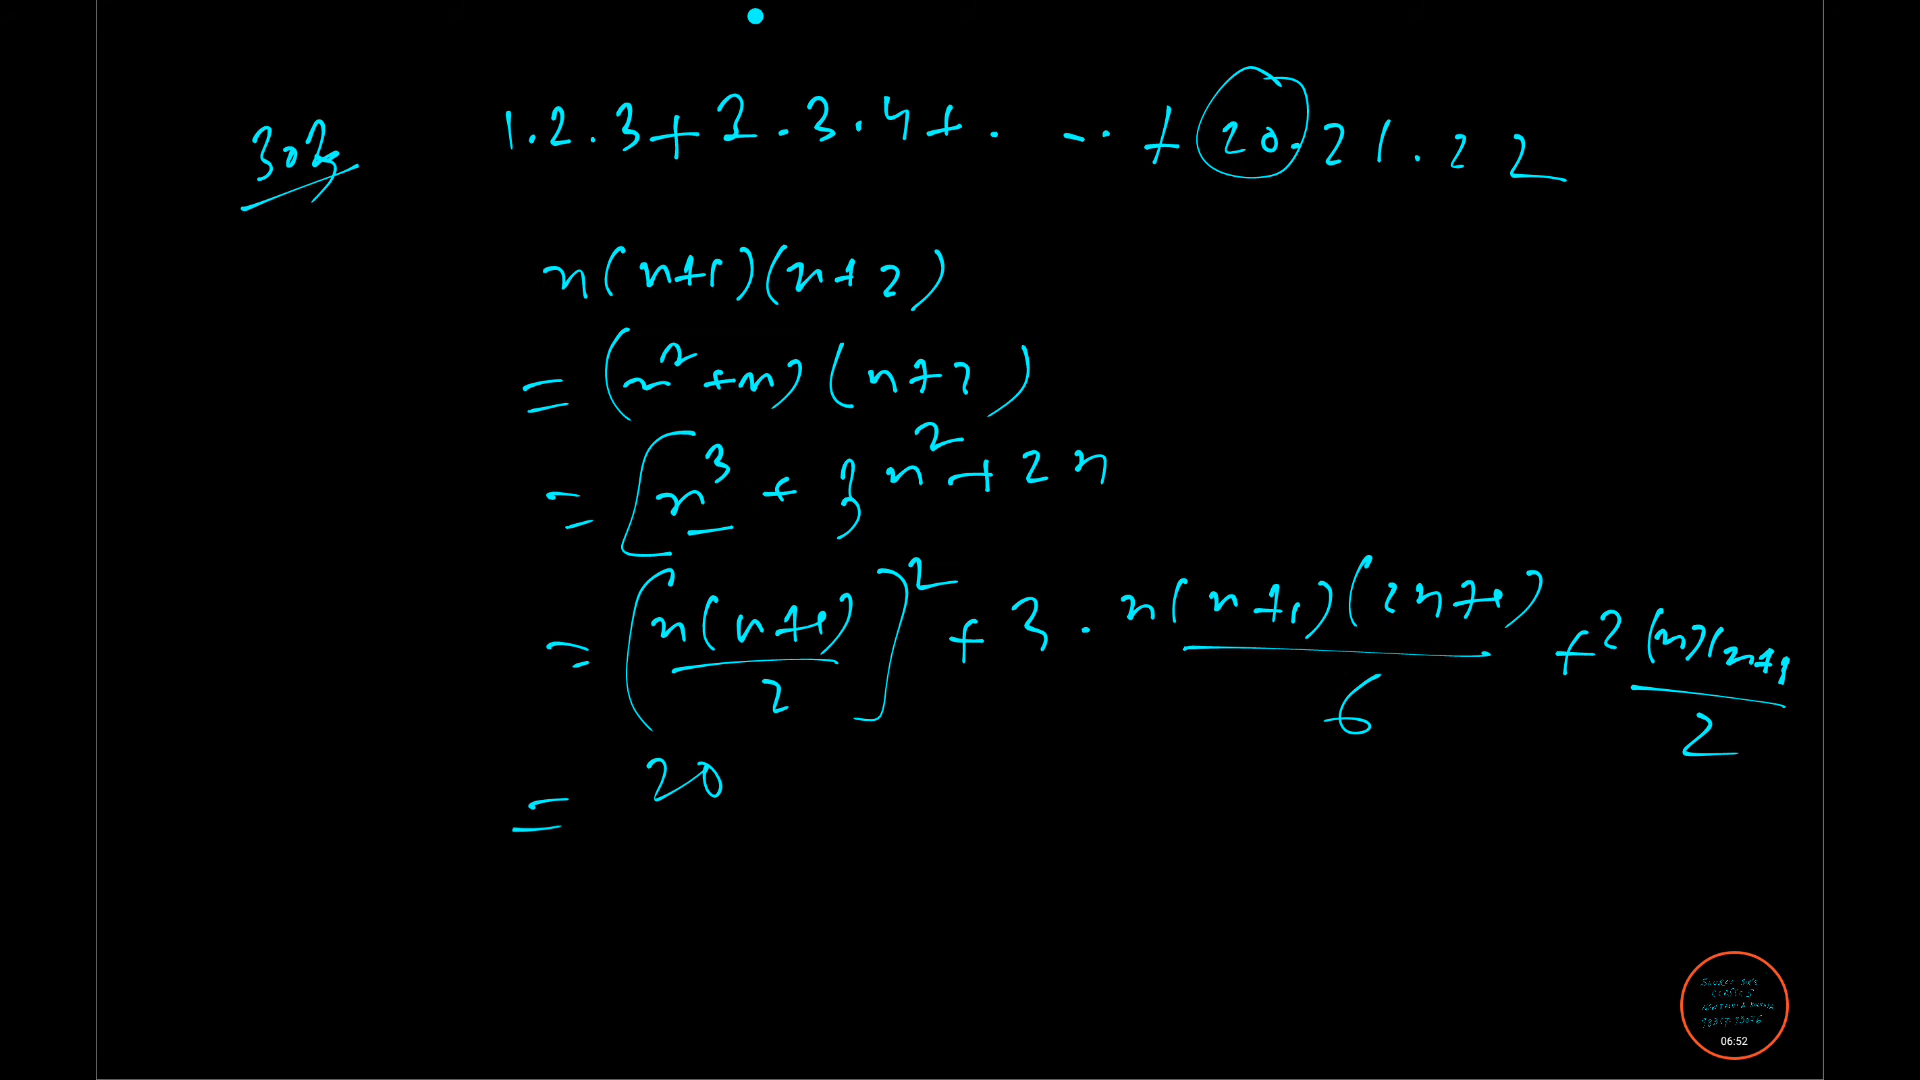 1.2.3+2.3.4+. -..+20.21.22
n(n+1)(n+2)
= (n²+n)(n+2)
= [n³ + 3n²+2n
= (n(n+1)/2]² + 3.n(n+1)(2n+1)/6 + 2(n)(n+1/2
= 20
06:52